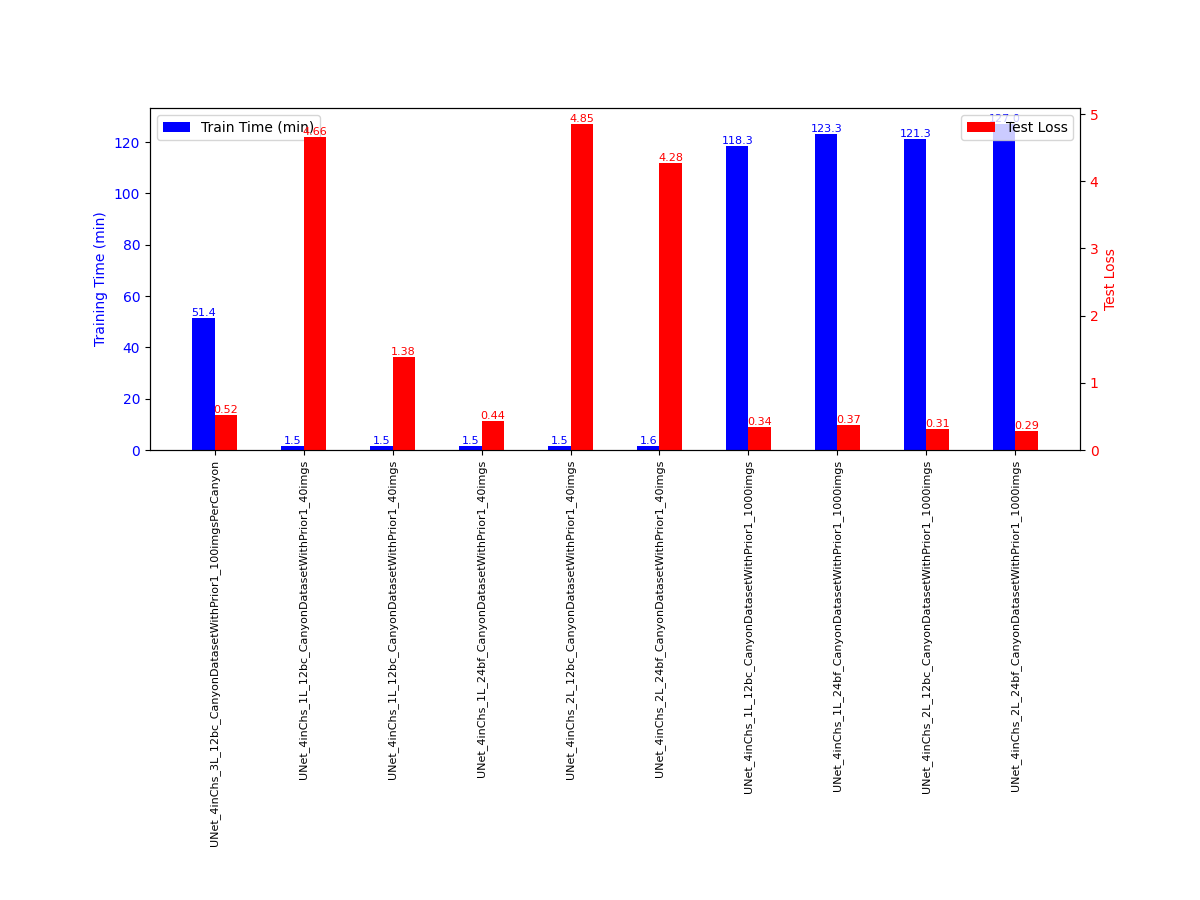 Train Time (min)
Test Loss
Training Time (min)
0
20
40
60
80
100
120
Test Loss
0
1
2
3
4
5
51.4
0.52
1.5
4.66
1.5
1.38
1.5
0.44
1.5
4.85
1.6
4.28
118.3
0.34
123.3
0.37
121.3
0.31
0.29
UNet_4inChs_3L_12bc_CanyonDatasetWithPrior1_100imgsPerCanyon
UNet_4inChs_1L_12bc_CanyonDatasetWithPrior1_40imgs
UNet_4inChs_1L_12bc_CanyonDatasetWithPrior1_40imgs
UNet_4inChs_1L_24bf_CanyonDatasetWithPrior1_40imgs
UNet_4inChs_2L_12bc_CanyonDatasetWithPrior1_40imgs
UNet_4inChs_2L_24bf_CanyonDatasetWithPrior1_40imgs
UNet_4inChs_1L_12bc_CanyonDatasetWithPrior1_1000imgs
UNet_4inChs_1L_24bf_CanyonDatasetWithPrior1_1000imgs
UNet_4inChs_2L_12bc_CanyonDatasetWithPrior1_1000imgs
UNet_4inChs_2L_24bf_CanyonDatasetWithPrior1_1000imgs